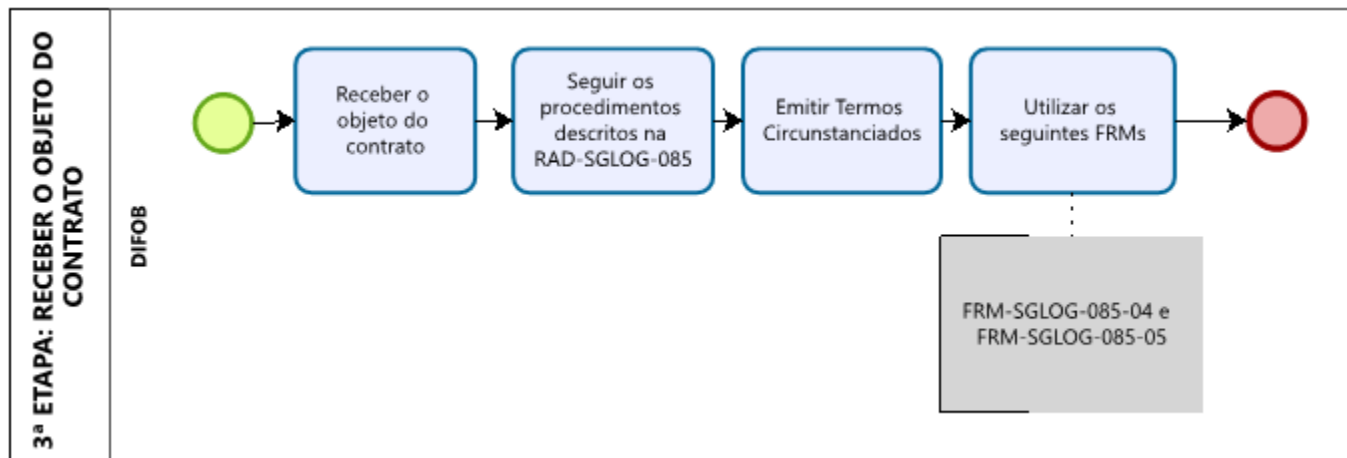 3ª ETAPA: RECEBER O OBJETO DO
CONTRATO
DIFOB
Receber o
objeto do
contrato
Seguir os
procedimentos
descritos na
RAD-SGLOG-085
Emitir Termos
Circunstanciados
Utilizar os
seguintes FRMs
FRM-SGLOG-085-04 e
FRM-SGLOG-085-05